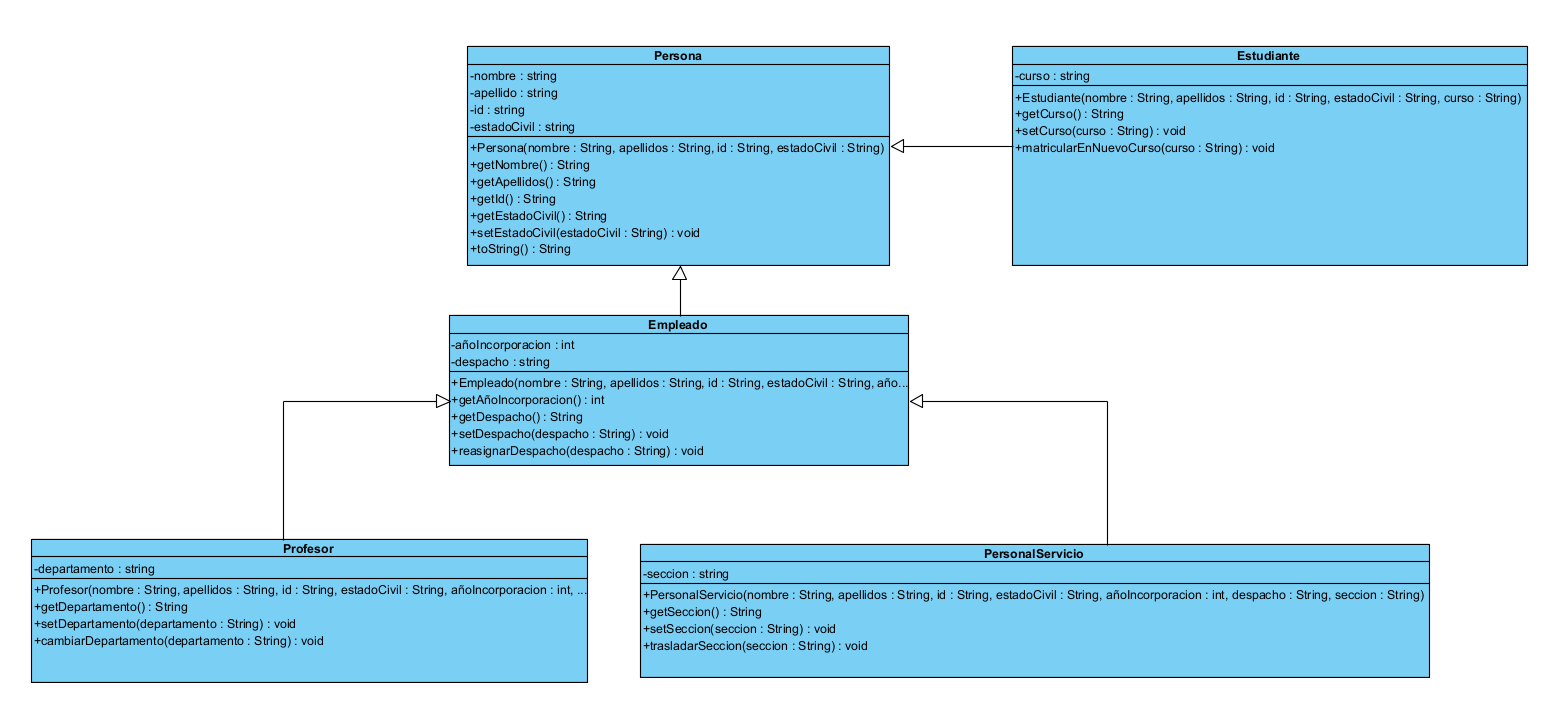 Persona
-nombre : string
-apellido : string
-id : string
-estadoCivil : string
+Persona(nombre : String, apellidos : String, id : String, estadoCivil : String)
+getNombre() : String
+getApellidos() : String
+getId() : String
+getEstadoCivil() : String
+setEstadoCivil(estadoCivil : String) : void
+toString() : String
Estudiante
-curso : string
+Estudiante(nombre : String, apellidos : String, id : String, estadoCivil : String, curso : String)
+getCurso() : String
+setCurso(curso : String) : void
+matricularEnNuevoCurso(curso : String) : void
Empleado
-añoIncorporacion : int
-despacho : string
+Empleado(nombre : String, apellidos : String, id : String, estadoCivil : String, año...
+getAñoIncorporacion() : int
+getDespacho() : String
+setDespacho(despacho : String) : void
+reasignarDespacho(despacho : String) : void
Profesor
-departamento : string
+Profesor(nombre : String, apellidos : String, id : String, estadoCivil : String, añoIncorporacion : int, ...
+getDepartamento() : String
+setDepartamento(departamento : String) : void
+cambiarDepartamento(departamento : String) : void
PersonalServicio
-seccion : string
+PersonalServicio(nombre : String, apellidos : String, id : String, estadoCivil : String, añoIncorporacion : int, despacho : String, seccion : String)
+getSeccion() : String
+setSeccion(seccion : String) : void
+trasladarSeccion(seccion : String) : void